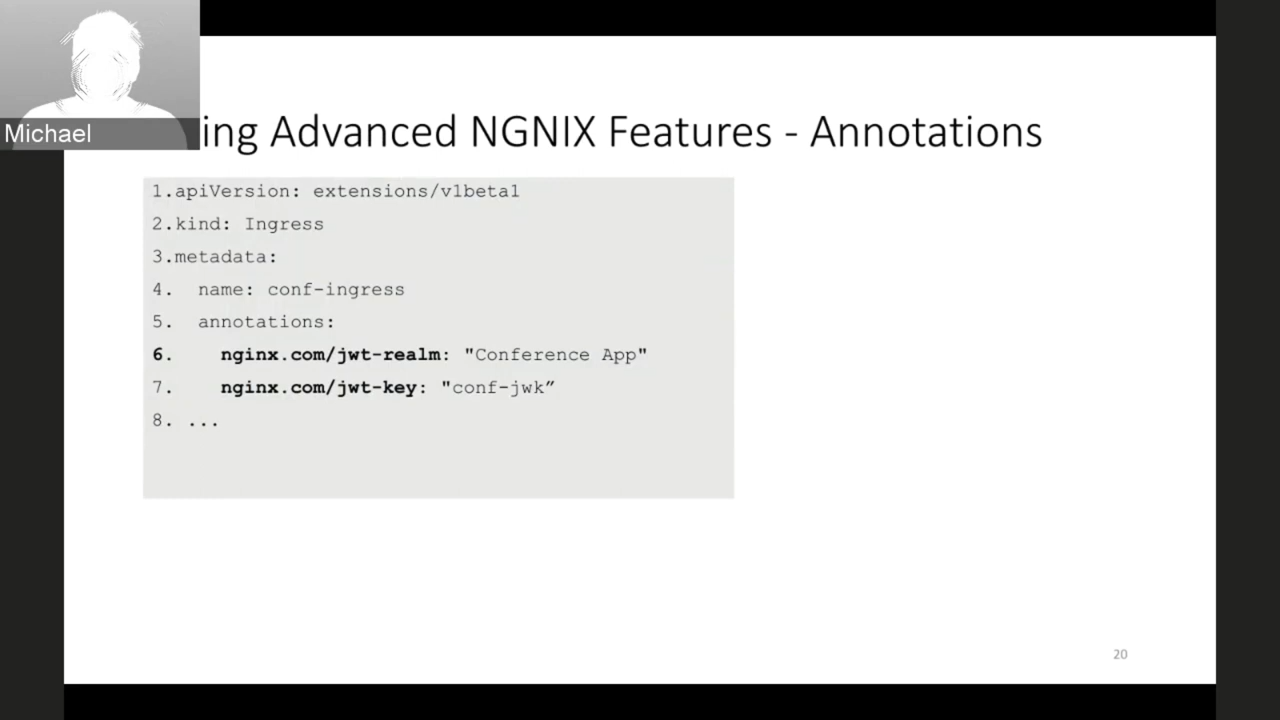 Michael
ing Advanced NGNIX Features - Annotations
1.apiVersion: extensions/v1beta1
2.kind: Ingress
3.metadata:
4.  name: conf-ingress
5.  annotations:
6.    nginx.com/jwt-realm: "Conference App"
7.    nginx.com/jwt-key: "conf-jwk”
8. ...
20